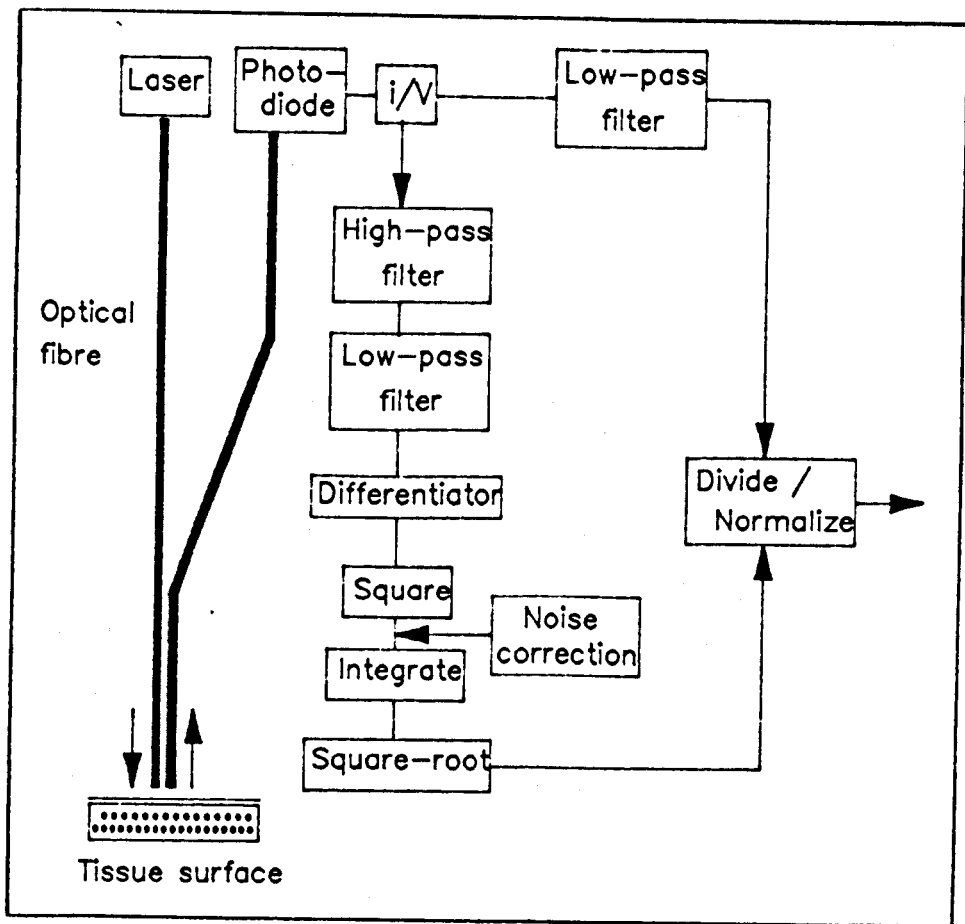 Laser
Photo-
diode
i/V
Low-pass
filter
High-pass
filter
Optical
fibre
Low-pass
filter
Differentiator
Divide /
Normalize
Square
Noise
correction
Integrate
Square-root
Tissue surface